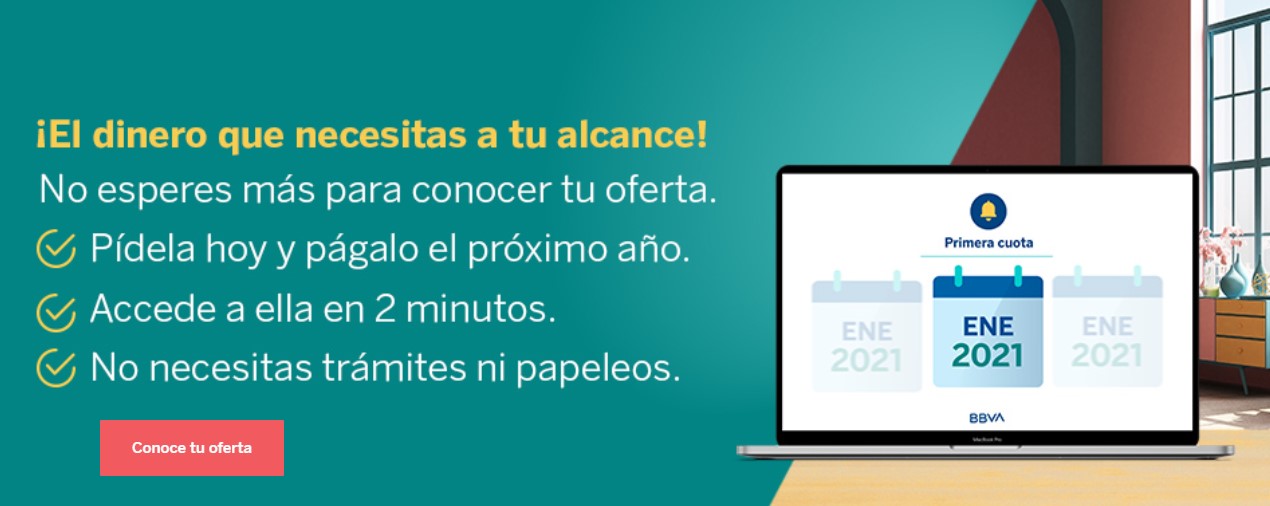 ¡El dinero que necesitas a tu alcance!
No esperes más para conocer tu oferta.
Pídela hoy y págalo el próximo año.
Accede a ella en 2 minutos.
No necesitas trámites ni papeleos.
Conoce tu oferta
Primera cuota
ENE
2021
ENE
2021
ENE
2021
BBVA
MacBook Pro